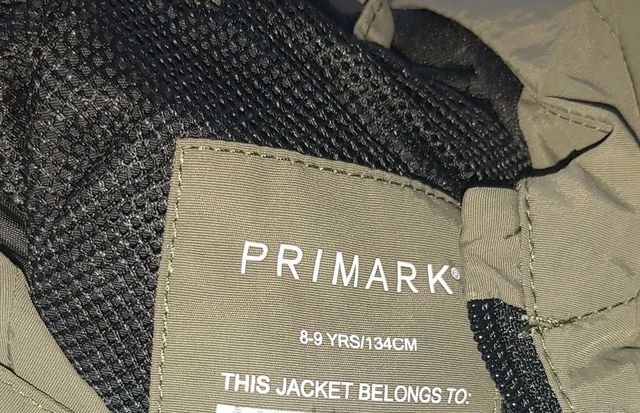 PRIMARK®
8-9 YRS/134CM
THIS JACKET BELONGS TO: